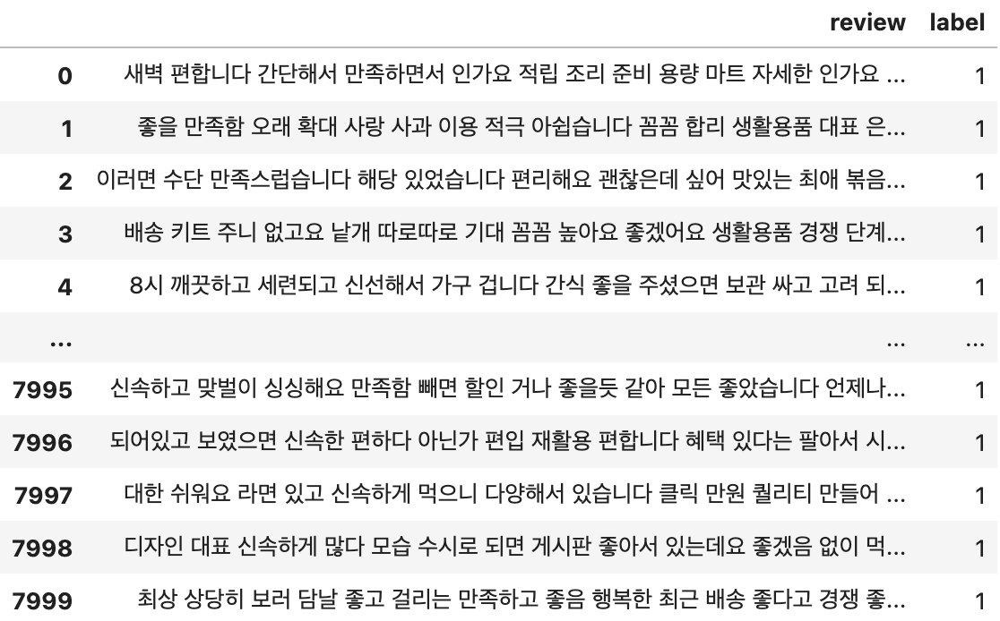 review label
0 새벽 편합니다 간단해서 만족하면서 인가요 적립 조리 준비 용량 마트 자세한 인가요 ... 1
1 좋을 만족함 오래 확대 사랑 사과 이용 적극 아쉽습니다 꼼꼼 합리 생활용품 대표 은... 1
2 이러면 수단 만족스럽습니다 해당 있었습니다 편리해요 괜찮은데 싶어 맛있는 최애 볶음... 1
3 배송 키트 주니 없고요 낱개 따로따로 기대 꼼꼼 높아요 좋겠어요 생활용품 경쟁 단계... 1
4 8시 깨끗하고 세련되고 신선해서 가구 겁니다 간식 좋을 주셨으면 보관 싸고 고려 되... 1
... ... ...
7995 신속하고 맞벌이 싱싱해요 만족함 빼면 할인 거나 좋을듯 같아 모든 좋았습니다 언제나... 1
7996 되어있고 보였으면 신속한 편하다 아닌가 편입 재활용 편합니다 혜택 있다는 팔아서 시... 1
7997 대한 쉬워요 라면 있고 신속하게 먹으니 다양해서 있습니다 클릭 만원 퀄리티 만들어 ... 1
7998 디자인 대표 신속하게 많다 모습 수시로 되면 게시판 좋아서 있는데요 좋겠음 없이 먹... 1
7999 최상 상당히 보러 담날 좋고 걸리는 만족하고 좋음 행복한 최근 배송 좋다고 경쟁 좋... 1